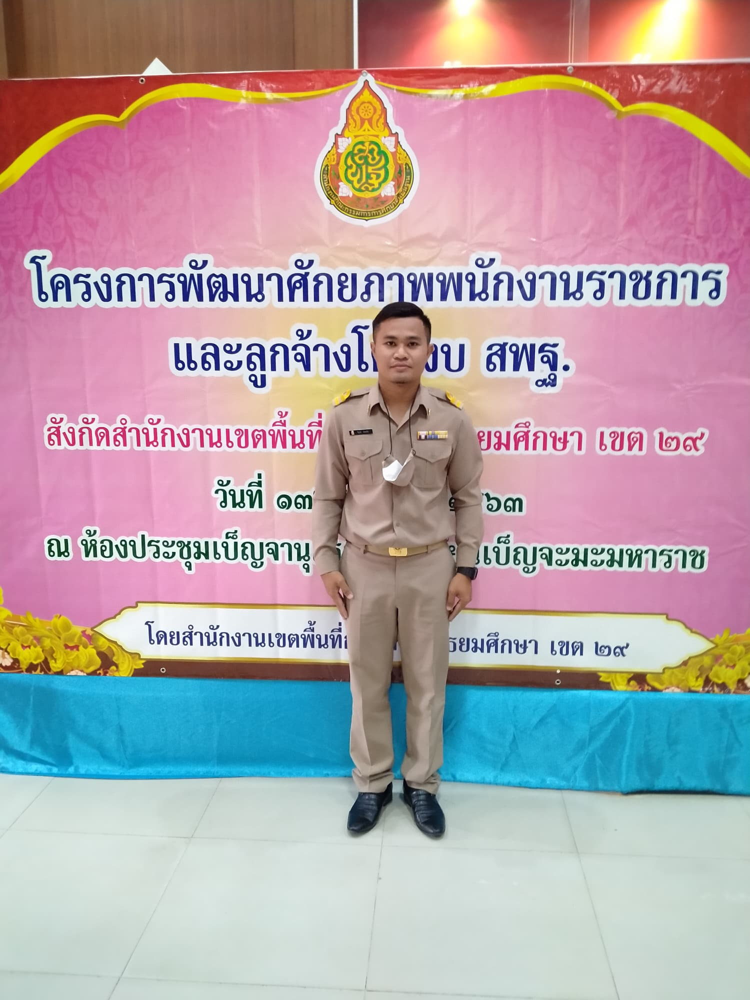 สำนักงานคณะกรรมการการศึกษาขั้นพื้นฐาน
โครงการพัฒนาศักยภาพพนักงานราชการ
และลูกจ้าง งบ สพฐ.
สังกัดสำนักงานเขตพื้นที่ ยมศึกษา เขต ๒๙
วันที่ ๑๓ ๖๓
ณ ห้องประชุมเบ็ญจานุ นเบ็ญจะมะมหาราช
โดยสำนักงานเขตพื้นที่ ธยมศึกษา เขต ๒๙